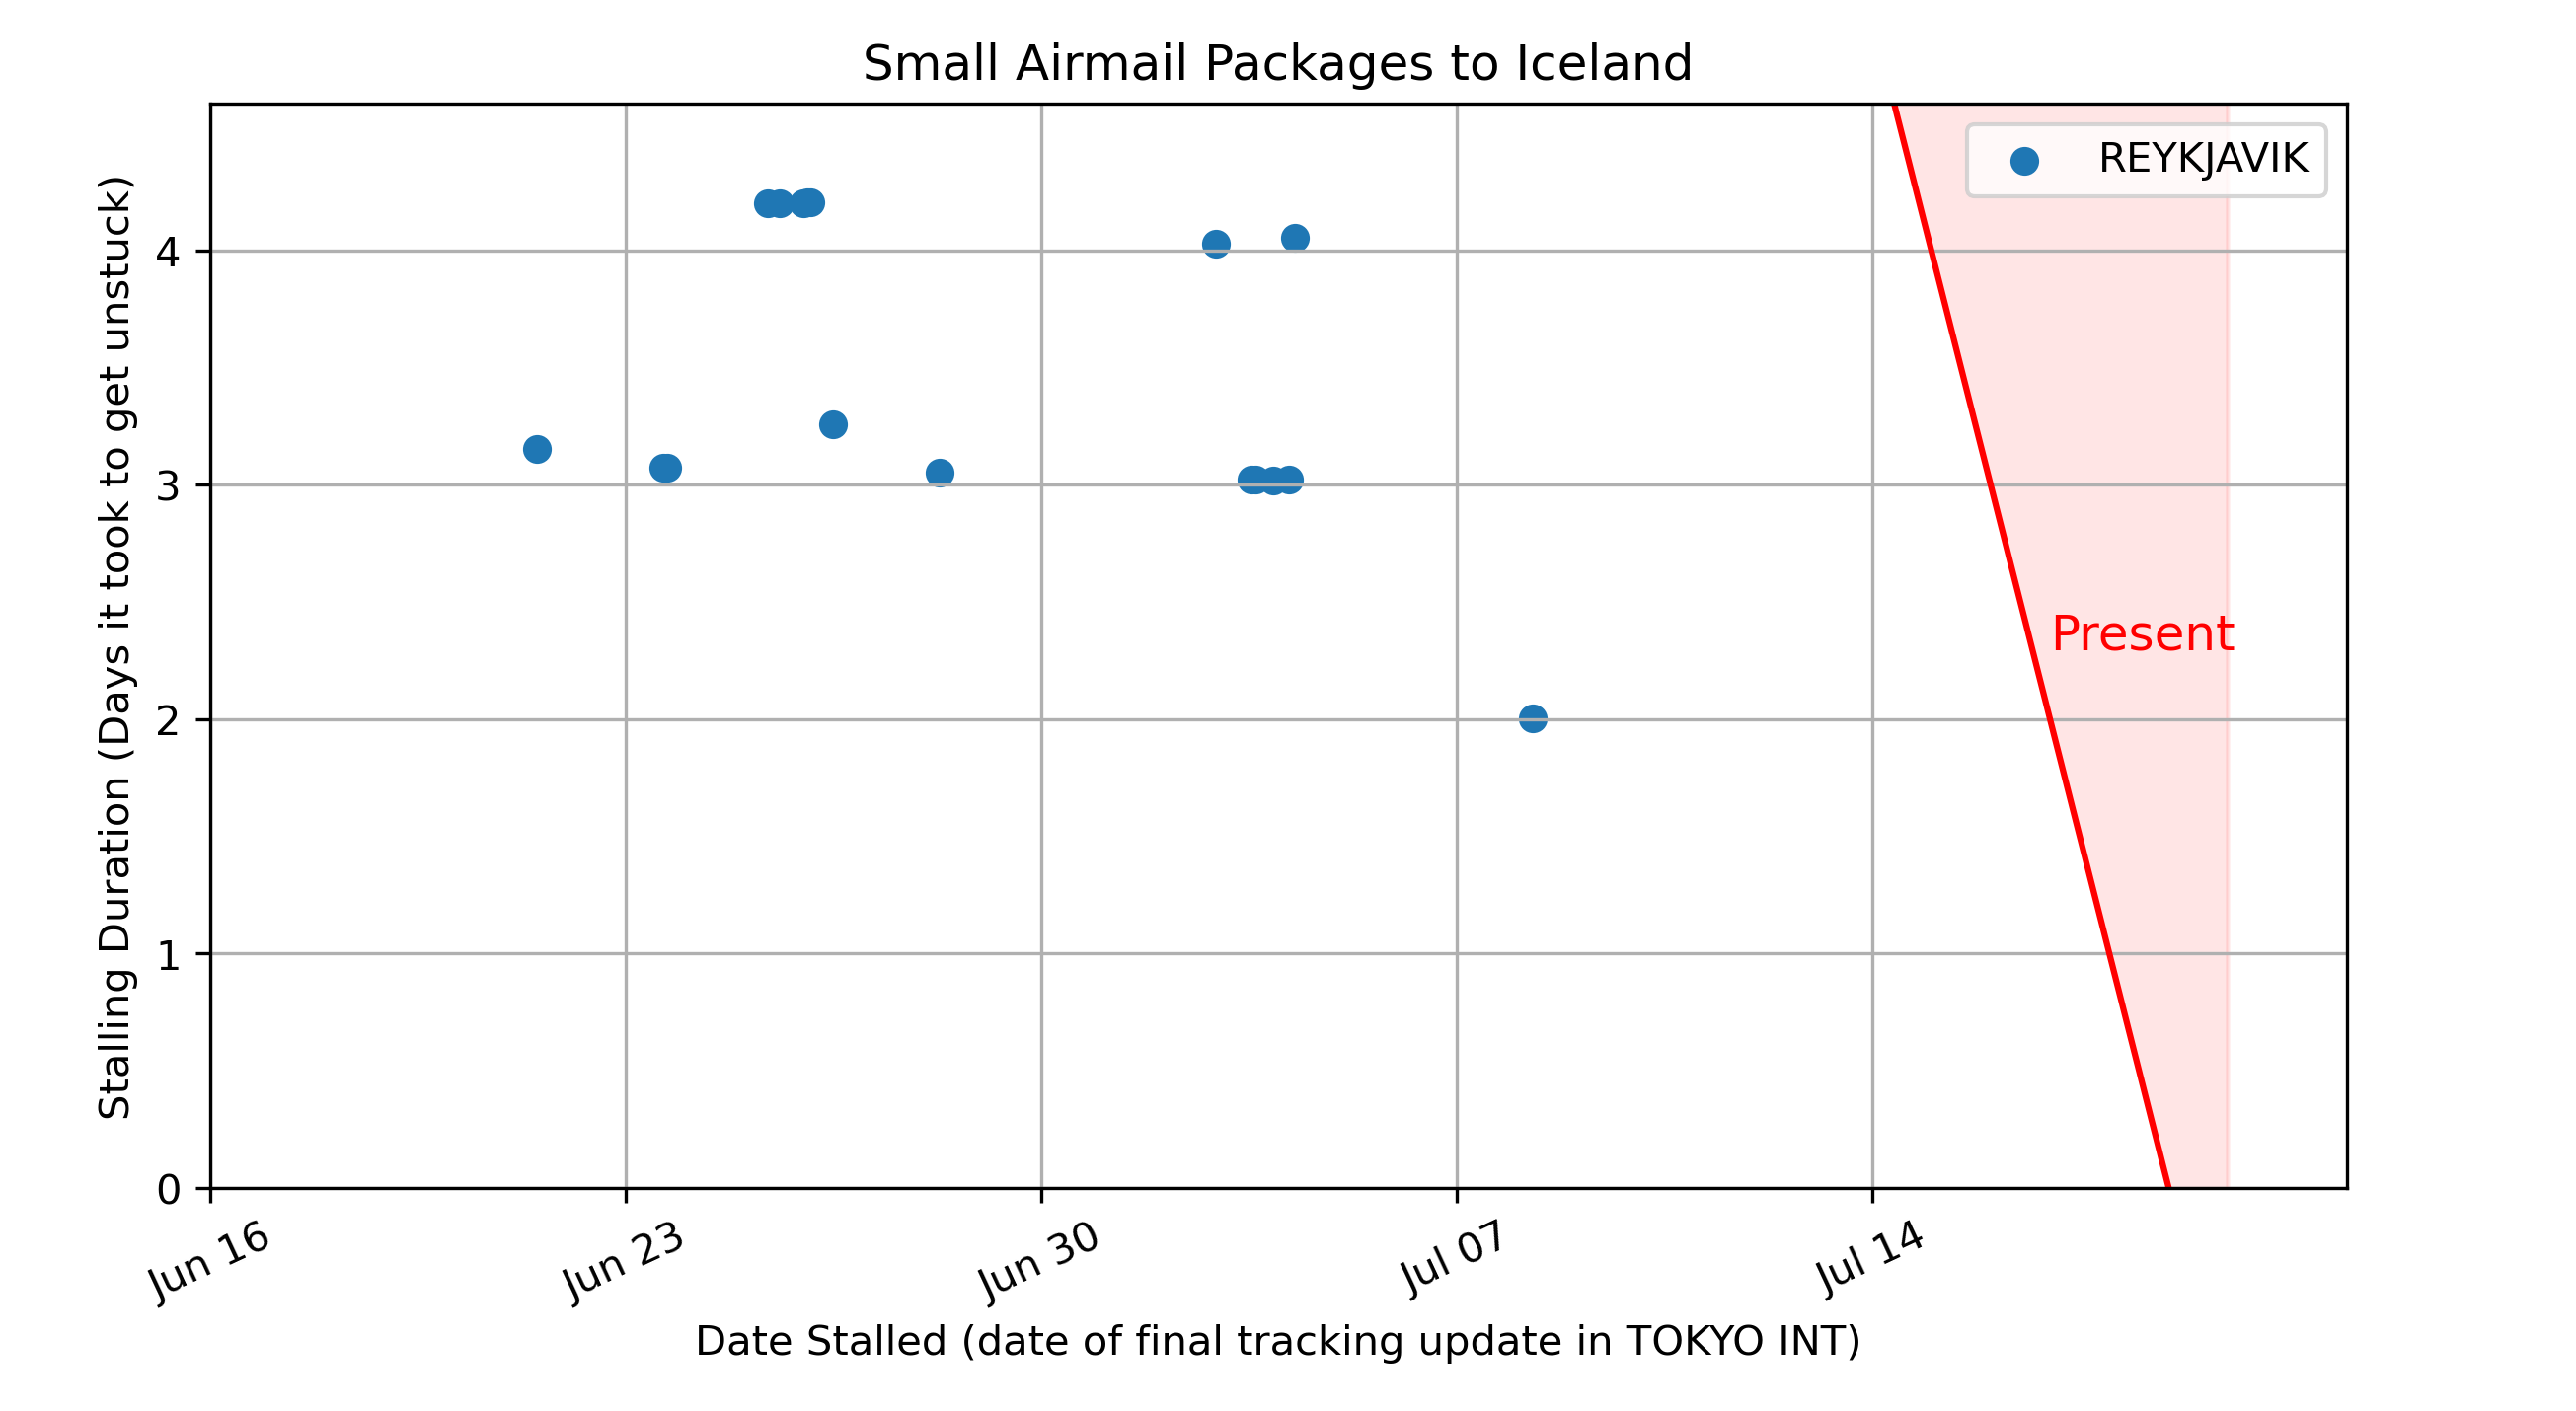 Small Airmail Packages to Iceland
REYKJAVIK
Stalling Duration (Days it took to get unstuck)
4
3
2
1
0
Present
Jun 16
Jun 23
Jun 30
Jul 07
Jul 14
Date Stalled (date of final tracking update in TOKYO INT)